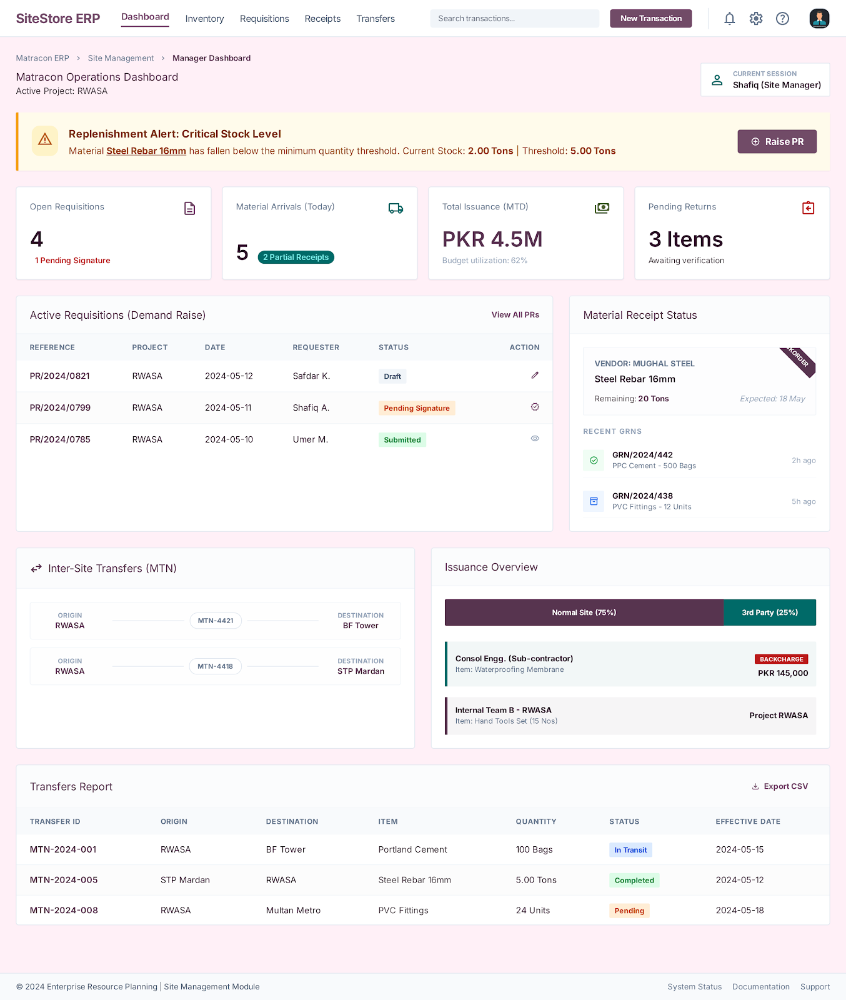 SiteStore ERP
Dashboard
Inventory
Requisitions
Receipts
Transfers
Search transactions...
New Transaction
Matracon ERP > Site Management > Manager Dashboard
Matracon Operations Dashboard
Active Project: RWASA
CURRENT SESSION
Shafiq (Site Manager)
Replenishment Alert: Critical Stock Level
Material Steel Rebar 16mm has fallen below the minimum quantity threshold. Current Stock: 2.00 Tons | Threshold: 5.00 Tons
Raise PR
Open Requisitions
4
1 Pending Signature
Material Arrivals (Today)
5 2 Partial Receipts
Total Issuance (MTD)
PKR 4.5M
Budget utilization: 62%
Pending Returns
3 Items
Awaiting verification
Active Requisitions (Demand Raise)
View All PRs
REFERENCE PROJECT DATE REQUESTER STATUS ACTION
PR/2024/0821 RWASA 2024-05-12 Safdar K. Draft
PR/2024/0799 RWASA 2024-05-11 Shafiq A. Pending Signature
PR/2024/0785 RWASA 2024-05-10 Umer M. Submitted
Material Receipt Status
VENDOR: MUGHAL STEEL
Steel Rebar 16mm
Remaining: 20 Tons Expected: 18 May
RECENT GRNS
GRN/2024/442
PPC Cement - 500 Bags
2h ago
GRN/2024/438
PVC Fittings - 12 Units
5h ago
Inter-Site Transfers (MTN)
ORIGIN
RWASA
MTN-4421
DESTINATION
BF Tower
ORIGIN
RWASA
MTN-4418
DESTINATION
STP Mardan
Issuance Overview
Normal Site (75%) 3rd Party (25%)
Consol Engg. (Sub-contractor)
Item: Waterproofing Membrane
BACKCHARGE
PKR 145,000
Internal Team B - RWASA
Item: Hand Tools Set (15 Nos)
Project RWASA
Transfers Report
Export CSV
TRANSFER ID ORIGIN DESTINATION ITEM QUANTITY STATUS EFFECTIVE DATE
MTN-2024-001 RWASA BF Tower Portland Cement 100 Bags In Transit 2024-05-15
MTN-2024-005 STP Mardan RWASA Steel Rebar 16mm 5.00 Tons Completed 2024-05-12
MTN-2024-008 RWASA Multan Metro PVC Fittings 24 Units Pending 2024-05-18
© 2024 Enterprise Resource Planning | Site Management Module
System Status
Documentation
Support